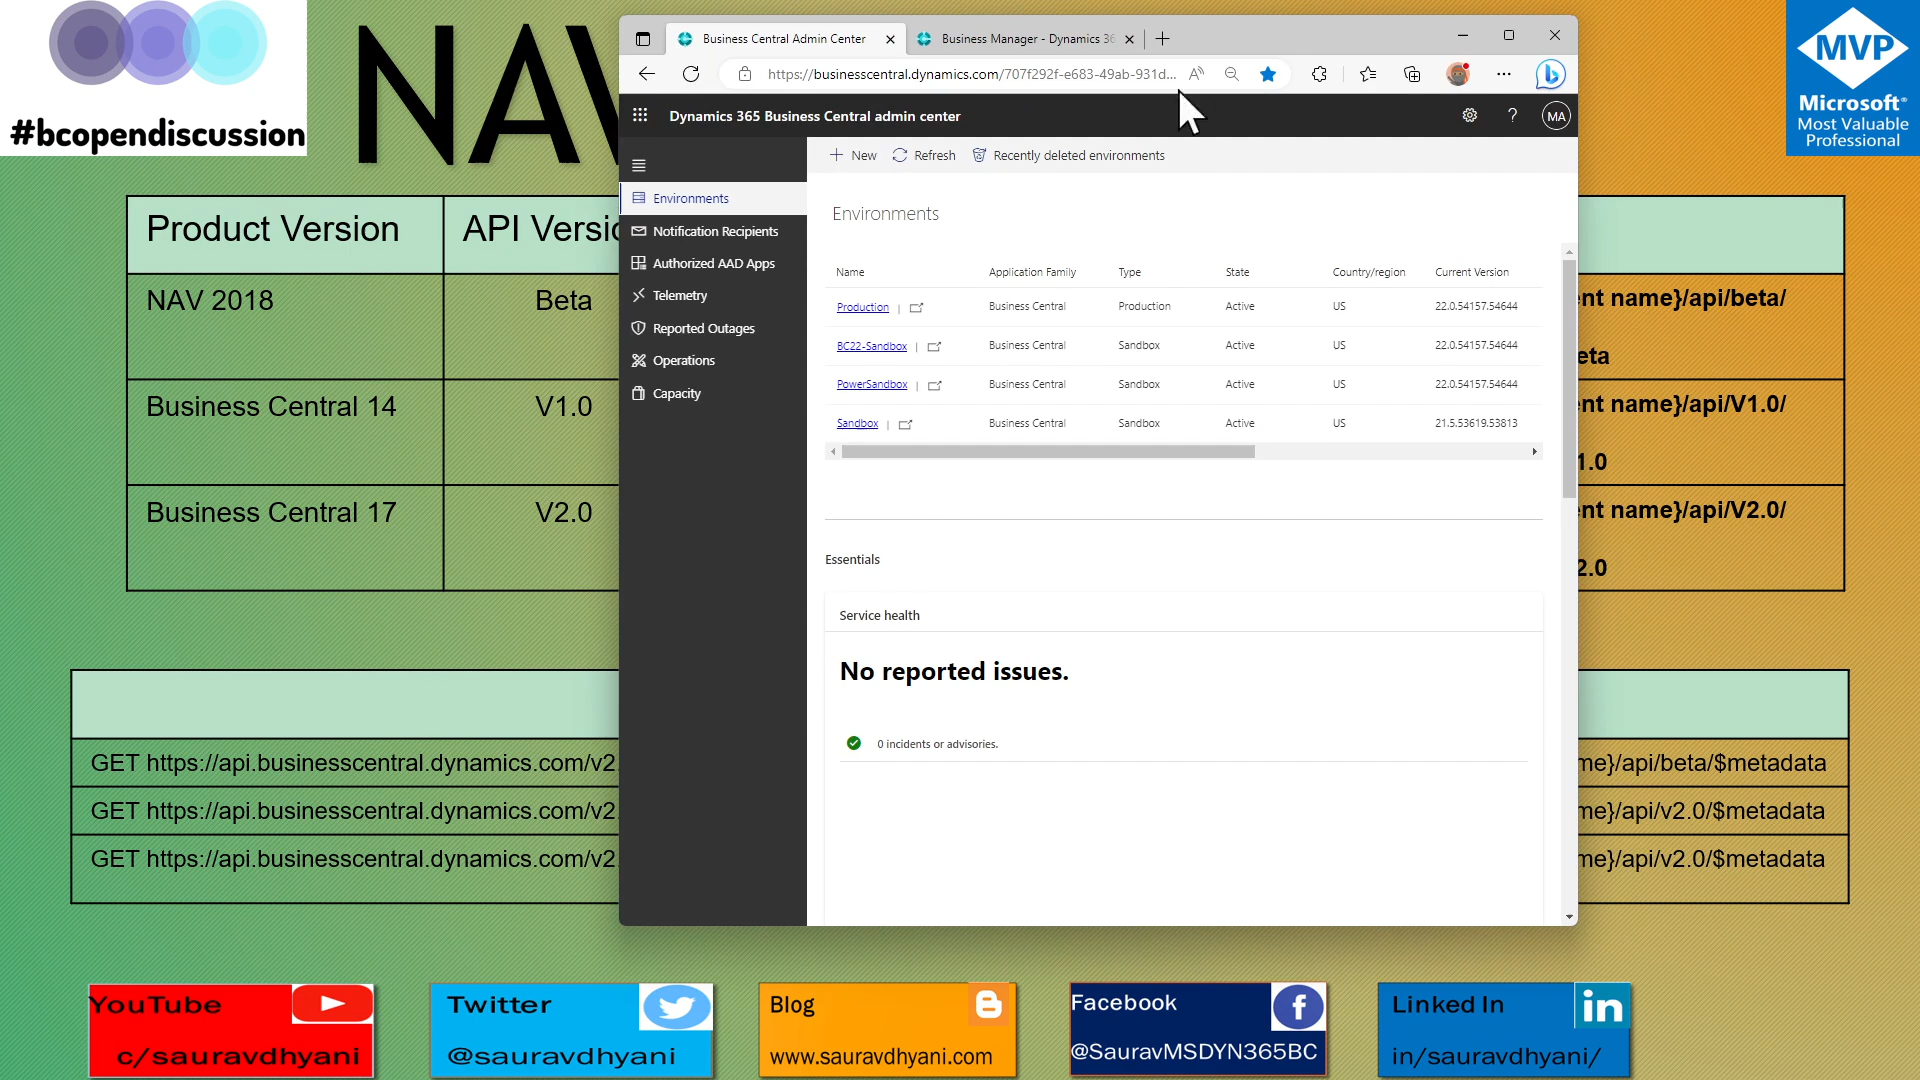 #bcopendiscussion
NAV
Business Central Admin Center
Business Manager - Dynamics 36
https://businesscentral.dynamics.com/707f292f-e683-49ab-931d...
MVP
Microsoft®
Most Valuable
Professional
Dynamics 365 Business Central admin center
MA
New
Refresh
Recently deleted environments
Environments
Notification Recipients
Authorized AAD Apps
Telemetry
Reported Outages
Operations
Capacity
Environments
Name Application Family Type State Country/region Current Version
Production | Business Central Production Active US 22.0.54157.54644
BC22-Sandbox | Business Central Sandbox Active US 22.0.54157.54644
PowerSandbox | Business Central Sandbox Active US 22.0.54157.54644
Sandbox | Business Central Sandbox Active US 21.5.53619.53813
Essentials
Service health
No reported issues.
0 incidents or advisories.
Product Version API Versio
NAV 2018 Beta
nt name}/api/beta/
eta
Business Central 14 V1.0
nt name}/api/V1.0/
1.0
Business Central 17 V2.0
nt name}/api/V2.0/
2.0
GET https://api.businesscentral.dynamics.com/v2.
me}/api/beta/$metadata
GET https://api.businesscentral.dynamics.com/v2.
me}/api/v2.0/$metadata
GET https://api.businesscentral.dynamics.com/v2.
me}/api/v2.0/$metadata
YouTube
c/sauravdhyani
Twitter
@sauravdhyani
Blog
www.sauravdhyani.com
Facebook
@SauravMSDYN365BC
Linked In
in
in/sauravdhyani/